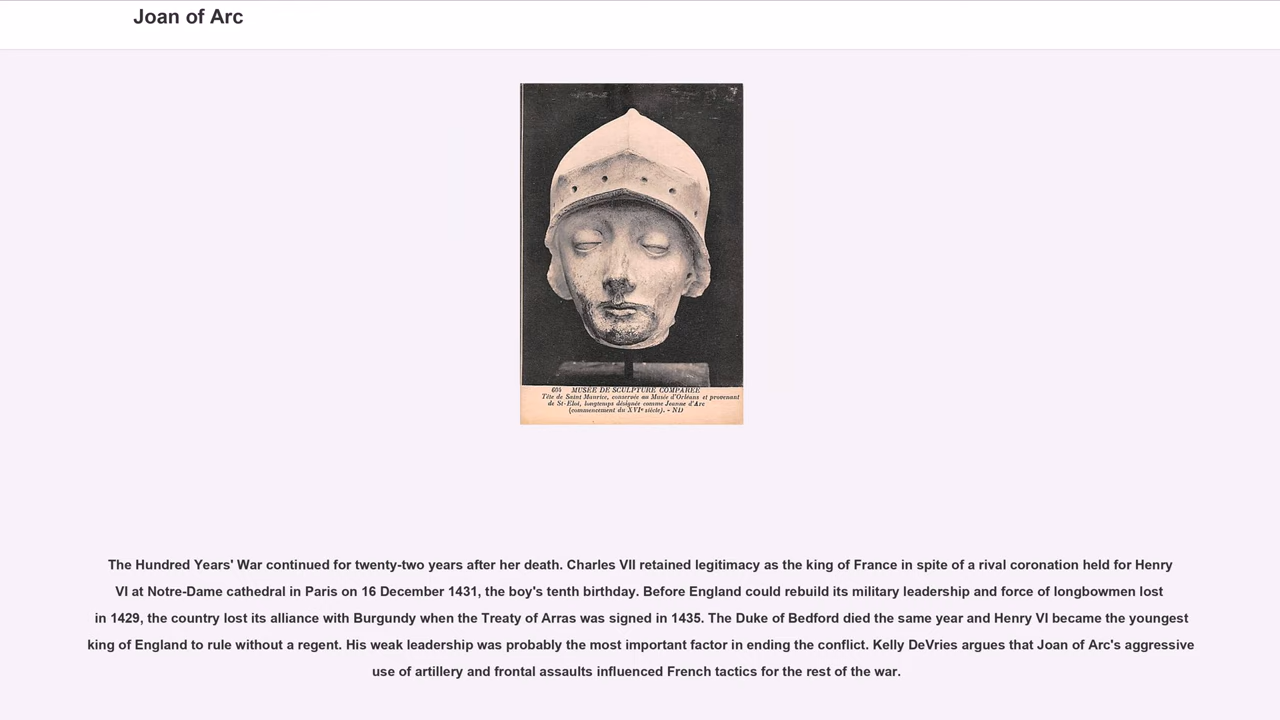 Joan of Arc
604 MUSÉE DE SCULPTURE COMPARÉE
Tête de Saint Maurice, conservée au Musée d'Orléans et provenant
de St-Eloi, longtemps désignée comme Jeanne d'Arc
(commencement du XVIe siècle). - ND
The Hundred Years' War continued for twenty-two years after her death. Charles VII retained legitimacy as the king of France in spite of a rival coronation held for Henry
VI at Notre-Dame cathedral in Paris on 16 December 1431, the boy's tenth birthday. Before England could rebuild its military leadership and force of longbowmen lost
in 1429, the country lost its alliance with Burgundy when the Treaty of Arras was signed in 1435. The Duke of Bedford died the same year and Henry VI became the youngest
king of England to rule without a regent. His weak leadership was probably the most important factor in ending the conflict. Kelly DeVries argues that Joan of Arc's aggressive
use of artillery and frontal assaults influenced French tactics for the rest of the war.